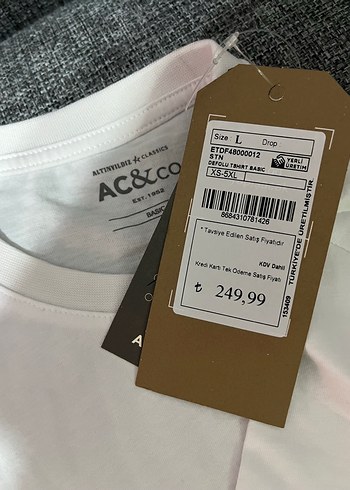 ALTINYILDIZ CLASSICS
AC&CO
EST. 1952
BASIC
Size: L Drop
ETDF48000012
STN
DEFOLU TSHIRT BASIC
YERLİ
ÜRETİM
XS-5XL
8684310781426
* Tavsiye Edilen Satış Fiyatıdır
KDV Dahil
Kredi Kartı Tek Ödeme Satış Fiyatı
₺ 249,99
153409 TÜRKİYE'DE ÜRETİLMİŞTİR
A